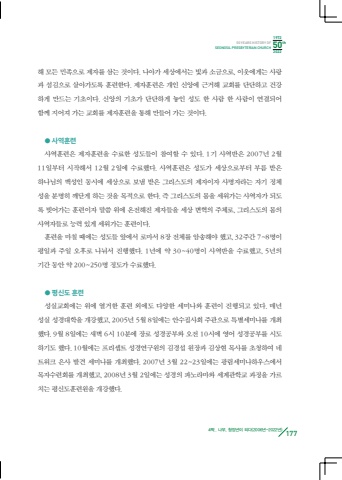 50 YEARS HISTORY OF
SEONGSIL PRESBYTERIAN CHURCH
1972
50th
2022
해 모든 민족으로 제자를 삼는 것이다. 나아가 세상에서는 빛과 소금으로, 이웃에게는 사랑
과 섬김으로 살아가도록 훈련한다. 제자훈련은 개인 신앙에 근거해 교회를 단단하고 건강
하게 만드는 기초이다. 신앙의 기초가 단단하게 놓인 성도 한 사람 한 사람이 연결되어
함께 지어져 가는 교회를 제자훈련을 통해 만들어 가는 것이다.
● 사역훈련
사역훈련은 제자훈련을 수료한 성도들이 참여할 수 있다. 1기 사역반은 2007년 2월
11일부터 시작해서 12월 2일에 수료했다. 사역훈련은 성도가 세상으로부터 부름 받은
하나님의 백성인 동시에 세상으로 보냄 받은 그리스도의 제자이자 사명자라는 자기 정체
성을 분명히 깨닫게 하는 것을 목적으로 한다. 즉 그리스도의 몸을 세워가는 사역자가 되도
록 빚어가는 훈련이자 말씀 위에 온전해진 제자들을 세상 변혁의 주체로, 그리스도의 몸의
사역자들로 능력 있게 세워가는 훈련이다.
훈련을 마칠 때에는 성도들 앞에서 로마서 8장 전체를 암송해야 했고, 32주간 7~8명이
평일과 주일 오후로 나눠서 진행했다. 1년에 약 30~40명이 사역반을 수료했고, 5년의
기간 동안 약 200~250명 정도가 수료했다.
● 평신도 훈련
성실교회에는 위에 열거한 훈련 외에도 다양한 세미나와 훈련이 진행되고 있다. 매년
성실 성경대학을 개강했고, 2005년 5월 8일에는 안수집사회 주관으로 특별세미나를 개최
했다. 9월 8일에는 새벽 6시 10분에 장로 성경공부와 오전 10시에 영어 성경공부를 시도
하기도 했다. 10월에는 프리셉트 성경연구원의 김경섭 원장과 김상현 목사를 초청하여 네
트워크 은사 발견 세미나를 개최했다. 2007년 3월 22~23일에는 광림세미나하우스에서
목자수련회를 개최했고, 2008년 3월 2일에는 성경의 파노라마와 세계관학교 과정을 가르
치는 평신도훈련원을 개강했다.
177